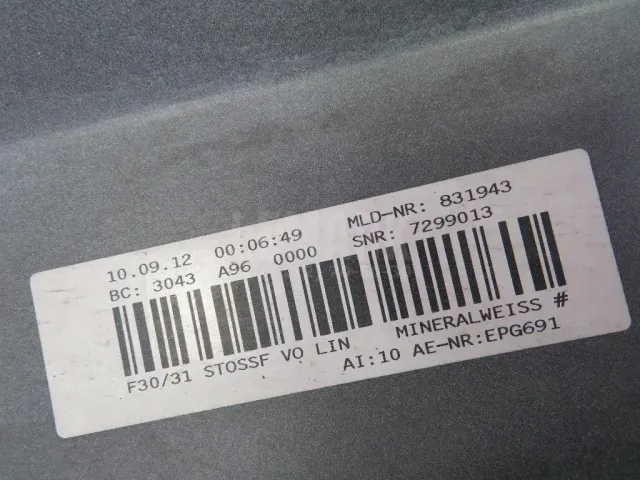 10.09.12 00:06:49 MLD-NR: 831943
BC: 3043 A96 0000 SNR: 7299013
F30/31 STOSSF VO LIN MINERALWEISS #
AI:10 AE-NR:EPG691